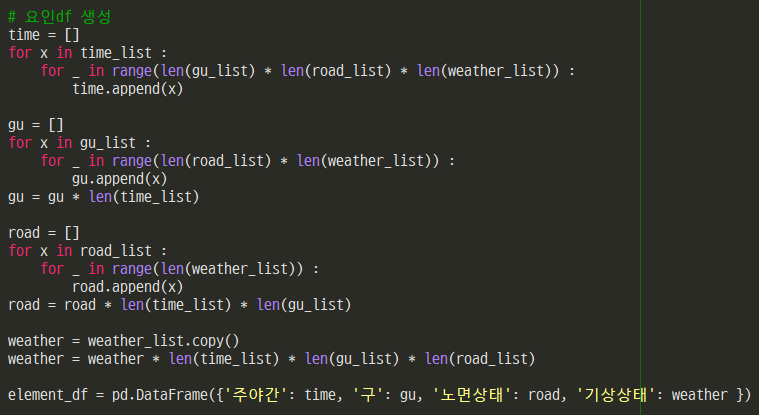 # 요인df 생성
time = []
for x in time_list :
    for _ in range(len(gu_list) * len(road_list) * len(weather_list)) :
        time.append(x)

gu = []
for x in gu_list :
    for _ in range(len(road_list) * len(weather_list)) :
        gu.append(x)
gu = gu * len(time_list)

road = []
for x in road_list :
    for _ in range(len(weather_list)) :
        road.append(x)
road = road * len(time_list) * len(gu_list)

weather = weather_list.copy()
weather = weather * len(time_list) * len(gu_list) * len(road_list)

element_df = pd.DataFrame({'주야간': time, '구': gu, '노면상태': road, '기상상태': weather })